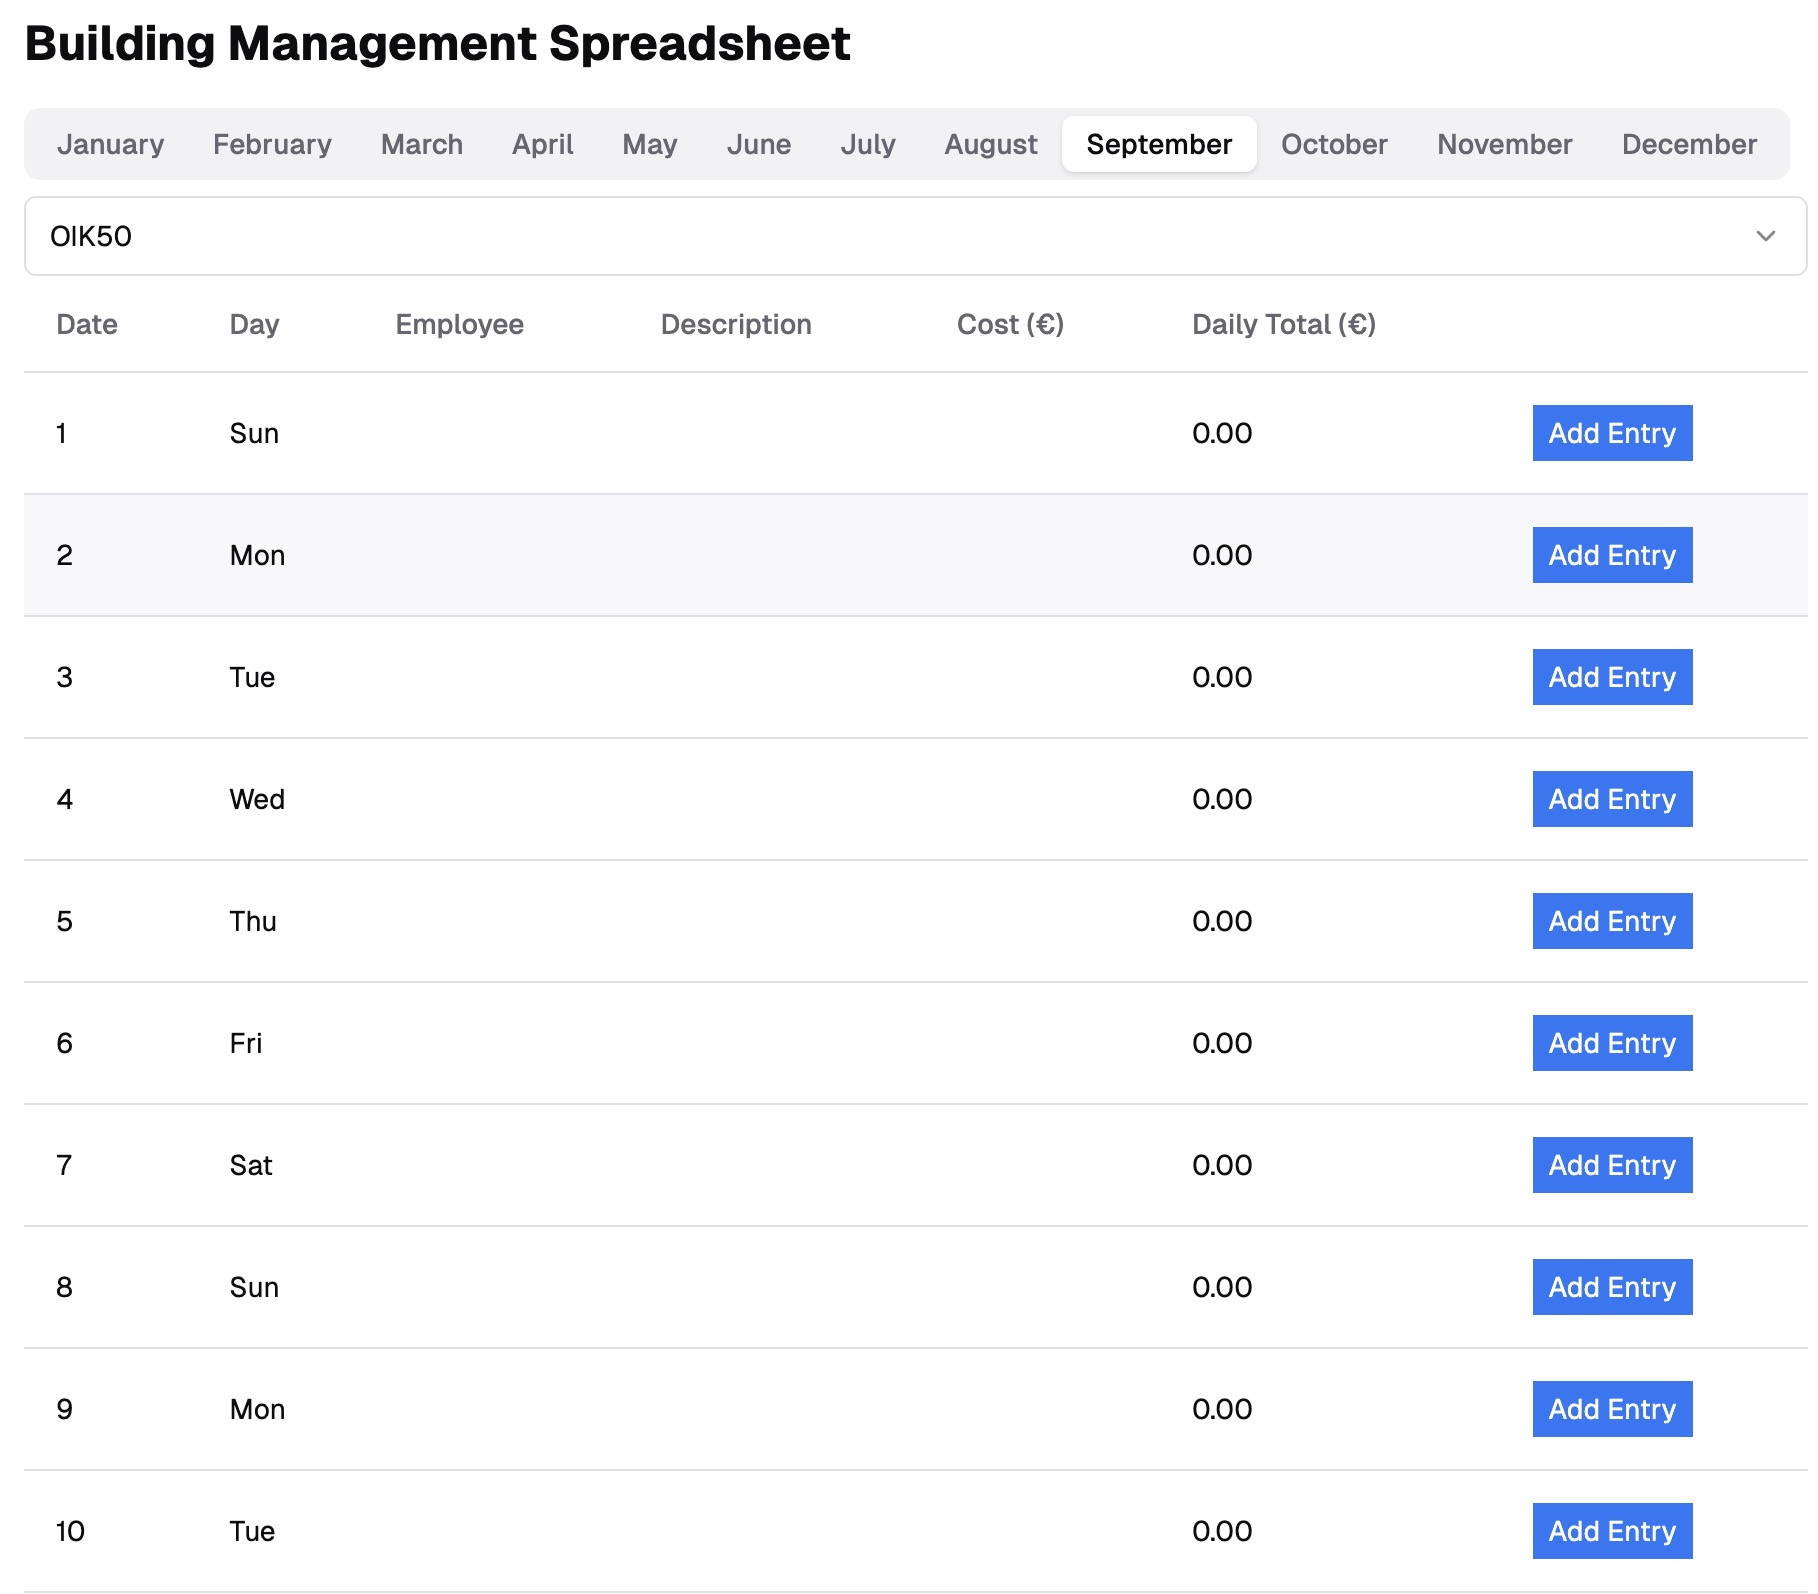 Building Management Spreadsheet
January February March April May June July August September October November December
OIK50
Date Day Employee Description Cost (€) Daily Total (€)
1 Sun 0.00 Add Entry
2 Mon 0.00 Add Entry
3 Tue 0.00 Add Entry
4 Wed 0.00 Add Entry
5 Thu 0.00 Add Entry
6 Fri 0.00 Add Entry
7 Sat 0.00 Add Entry
8 Sun 0.00 Add Entry
9 Mon 0.00 Add Entry
10 Tue 0.00 Add Entry